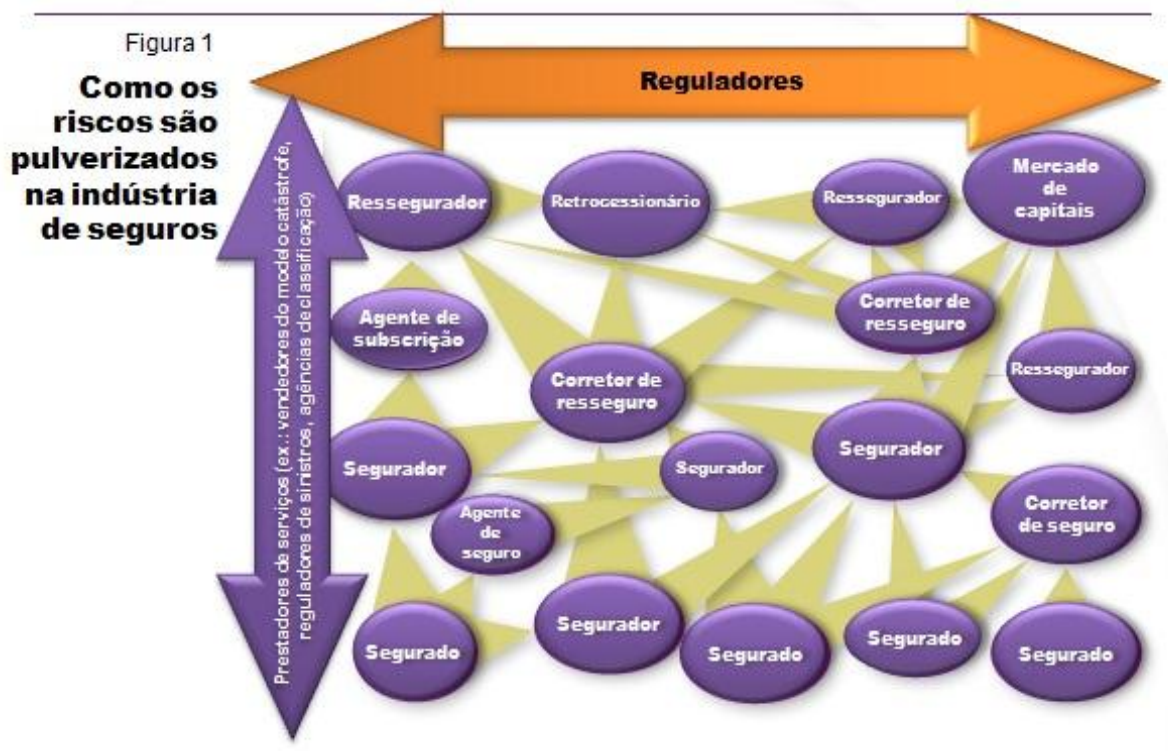 Figura 1
Como os
riscos são
pulverizados
na indústria
de seguros
Reguladores
Prestadores de serviços (ex.: vendedores do modelo catástrofe,
reguladores de sinistros, agências de classificação)
Ressegurador
Retrocessionário
Ressegurador
Mercado
de
capitais
Agente de
subscrição
Corretor de
resseguro
Corretor de
resseguro
Ressegurador
Segurador
Segurador
Segurador
Agente
de
seguro
Corretor
de seguro
Segurado
Segurador
Segurado
Segurado
Segurado